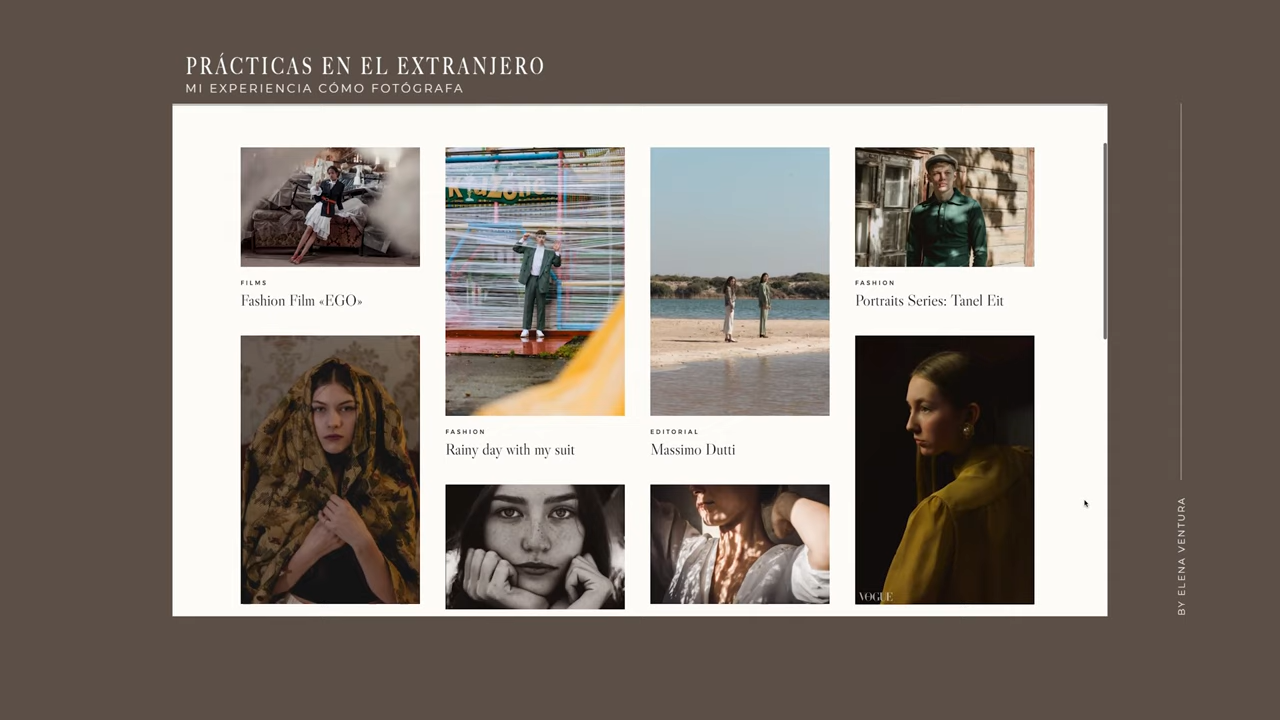 PRÁCTICAS EN EL EXTRANJERO
MI EXPERIENCIA CÓMO FOTÓGRAFA
FILMS
Fashion Film «EGO»
FASHION
Rainy day with my suit
EDITORIAL
Massimo Dutti
FASHION
Portraits Series: Tanel Eit
VOGUE
BY ELENA VENTURA